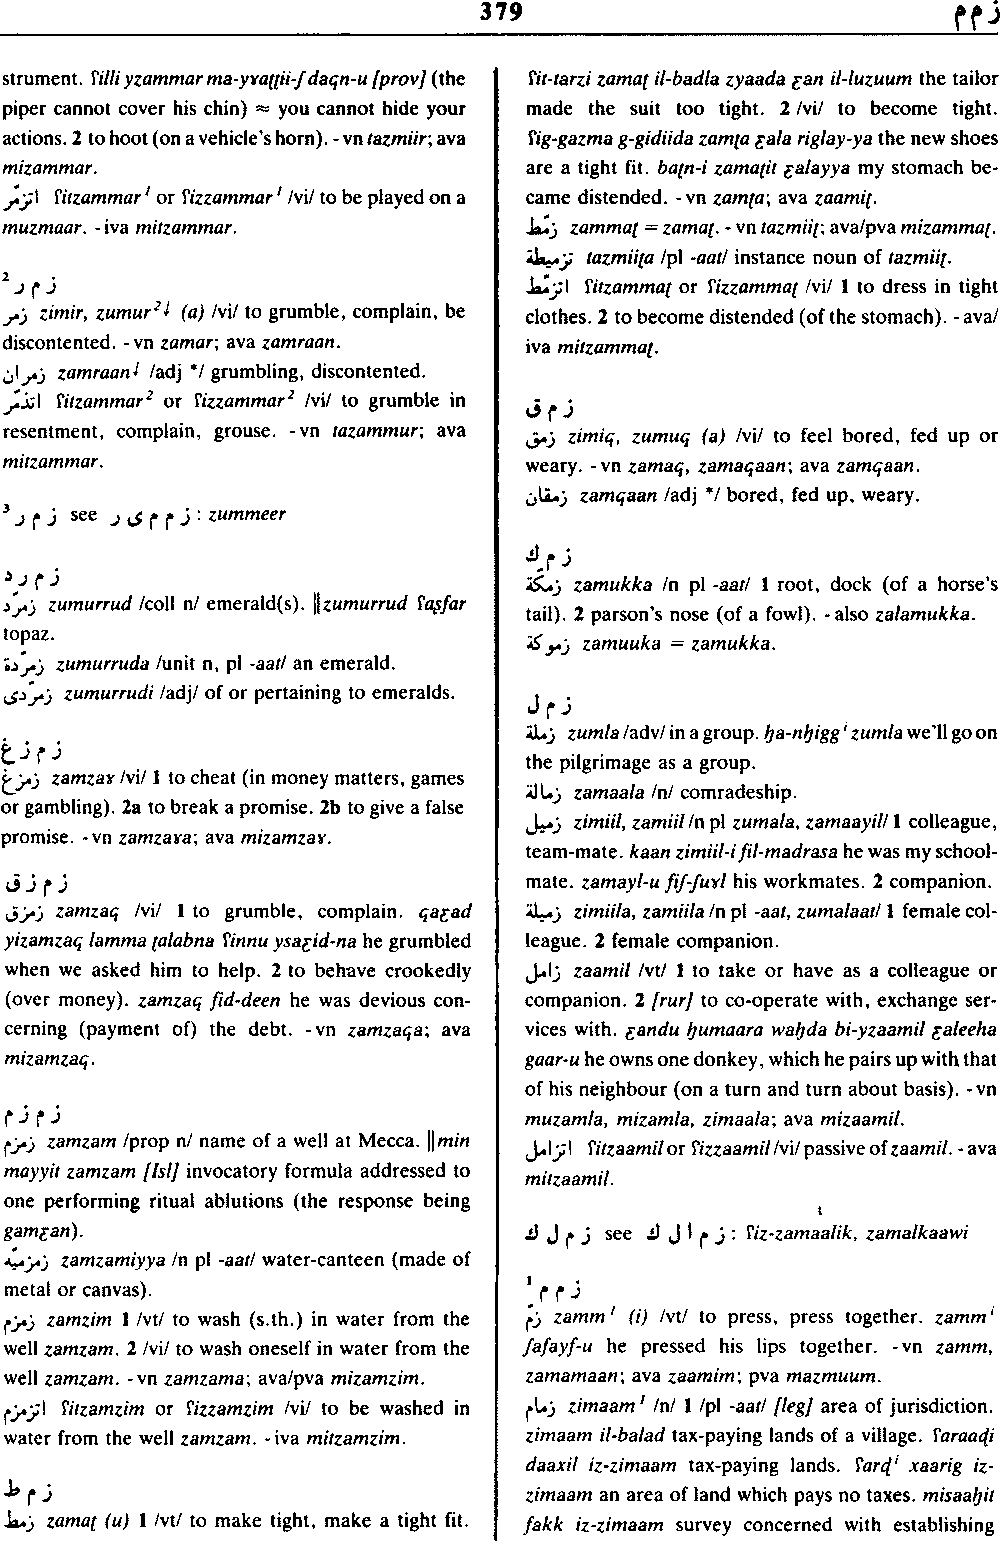 379
زمم
strument. ʕilli yzammar ma-yɤaṭṭii-ʃ daqn-u [prov] (the
piper cannot cover his chin) ≈ you cannot hide your
actions. 2 to hoot (on a vehicle's horn). - vn tazmiir; ava
mizammar.
اتزمّر ʕitzammar¹ or ʕizzammar¹ /vi/ to be played on a
muzmaar. - iva mitzammar.
ز م ر ²
زمر zimir, zumur²↓ (a) /vi/ to grumble, complain, be
discontented. - vn zamar; ava zamraan.
زمران zamraan↓ /adj */ grumbling, discontented.
اتذمّر ʕitzammar² or ʕizzammar² /vi/ to grumble in
resentment, complain, grouse. - vn tazammur; ava
mitzammar.
ز م ر ³ see ز م م ی ر : zummeer
ز م ر د
زمرّد zumurrud /coll n/ emerald(s). ‖zumurrud ʕaṣfar
topaz.
زمرّدة zumurruda /unit n, pl -aat/ an emerald.
زمرّدی zumurrudi /adj/ of or pertaining to emeralds.
ز م ز غ
زمزغ zamzaɤ /vi/ 1 to cheat (in money matters, games
or gambling). 2a to break a promise. 2b to give a false
promise. - vn zamzaɤa; ava mizamzaɤ.
ز م ز ق
زمزق zamzaq /vi/ 1 to grumble, complain. qaƹad
yizamzaq lamma ṭalabna ʕinnu ysaƹid-na he grumbled
when we asked him to help. 2 to behave crookedly
(over money). zamzaq fid-deen he was devious con-
cerning (payment of) the debt. - vn zamzaqa; ava
mizamzaq.
ز م ز م
زمزم zamzam /prop n/ name of a well at Mecca. ‖min
mayyit zamzam [Isl] invocatory formula addressed to
one performing ritual ablutions (the response being
gamƹan).
زمزميّة zamzamiyya /n pl -aat/ water-canteen (made of
metal or canvas).
زمزم zamzim 1 /vt/ to wash (s.th.) in water from the
well zamzam. 2 /vi/ to wash oneself in water from the
well zamzam. - vn zamzama; ava/pva mizamzim.
اتزمزم ʕitzamzim or ʕizzamzim /vi/ to be washed in
water from the well zamzam. - iva mitzamzim.
ز م ط
زمط zamaṭ (u) 1 /vt/ to make tight, make a tight fit.
ʕit-tarzi zamaṭ il-badla zyaada ƹan il-luzuum the tailor
made the suit too tight. 2 /vi/ to become tight.
ʕig-gazma g-gidiida zamṭa ƹala riglay-ya the new shoes
are a tight fit. baṭn-i zamaṭit ƹalayya my stomach be-
came distended. - vn zamṭa; ava zaamiṭ.
زمّط zammaṭ = zamaṭ. - vn tazmiiṭ; ava/pva mizammaṭ.
تزميطة tazmiiṭa /pl -aat/ instance noun of tazmiiṭ.
اتزمّط ʕitzammaṭ or ʕizzammaṭ /vi/ 1 to dress in tight
clothes. 2 to become distended (of the stomach). - ava/
iva mitzammaṭ.
ز م ق
زمق zimiq, zumuq (a) /vi/ to feel bored, fed up or
weary. - vn zamaq, zamaqaan; ava zamqaan.
زمقان zamqaan /adj */ bored, fed up, weary.
ز م ك
زمكّة zamukka /n pl -aat/ 1 root, dock (of a horse's
tail). 2 parson's nose (of a fowl). - also zalamukka.
زموكة zamuuka = zamukka.
ز م ل
زملة zumla /adv/ in a group. ḥa-nḥigg' zumla we'll go on
the pilgrimage as a group.
زمالة zamaala /n/ comradeship.
زميل zimiil, zamiil /n pl zumala, zamaayil/ 1 colleague,
team-mate. kaan zimiil-i fil-madrasa he was my school-
mate. zamayl-u fiʃ-ʃuɤl his workmates. 2 companion.
زميلة zimiila, zamiila /n pl -aat, zumalaat/ 1 female col-
league. 2 female companion.
زامل zaamil /vt/ 1 to take or have as a colleague or
companion. 2 [rur] to co-operate with, exchange ser-
vices with. ƹandu ḥumaara waḥda bi-yzaamil ƹaleeha
gaar-u he owns one donkey, which he pairs up with that
of his neighbour (on a turn and turn about basis). - vn
muzamla, mizamla, zimaala; ava mizaamil.
اتزامل ʕitzaamil or ʕizzaamil /vi/ passive of zaamil. - ava
mitzaamil.
ز م ل ك see ز م ا ل ك : ʕiz-zamaalik, zamalkaawi
ز م م ¹
زمّ zamm¹ (i) /vt/ to press, press together. zamm'
ʃafayf-u he pressed his lips together. - vn zamm,
zamamaan; ava zaamim; pva mazmuum.
زمام zimaam¹ /n/ 1 /pl -aat/ [leg] area of jurisdiction.
zimaam il-balad tax-paying lands of a village. ʕaraaḍi
daaxil iz-zimaam tax-paying lands. ʕarḍ' xaarig iz-
zimaam an area of land which pays no taxes. misaaḥit
fakk iz-zimaam survey concerned with establishing